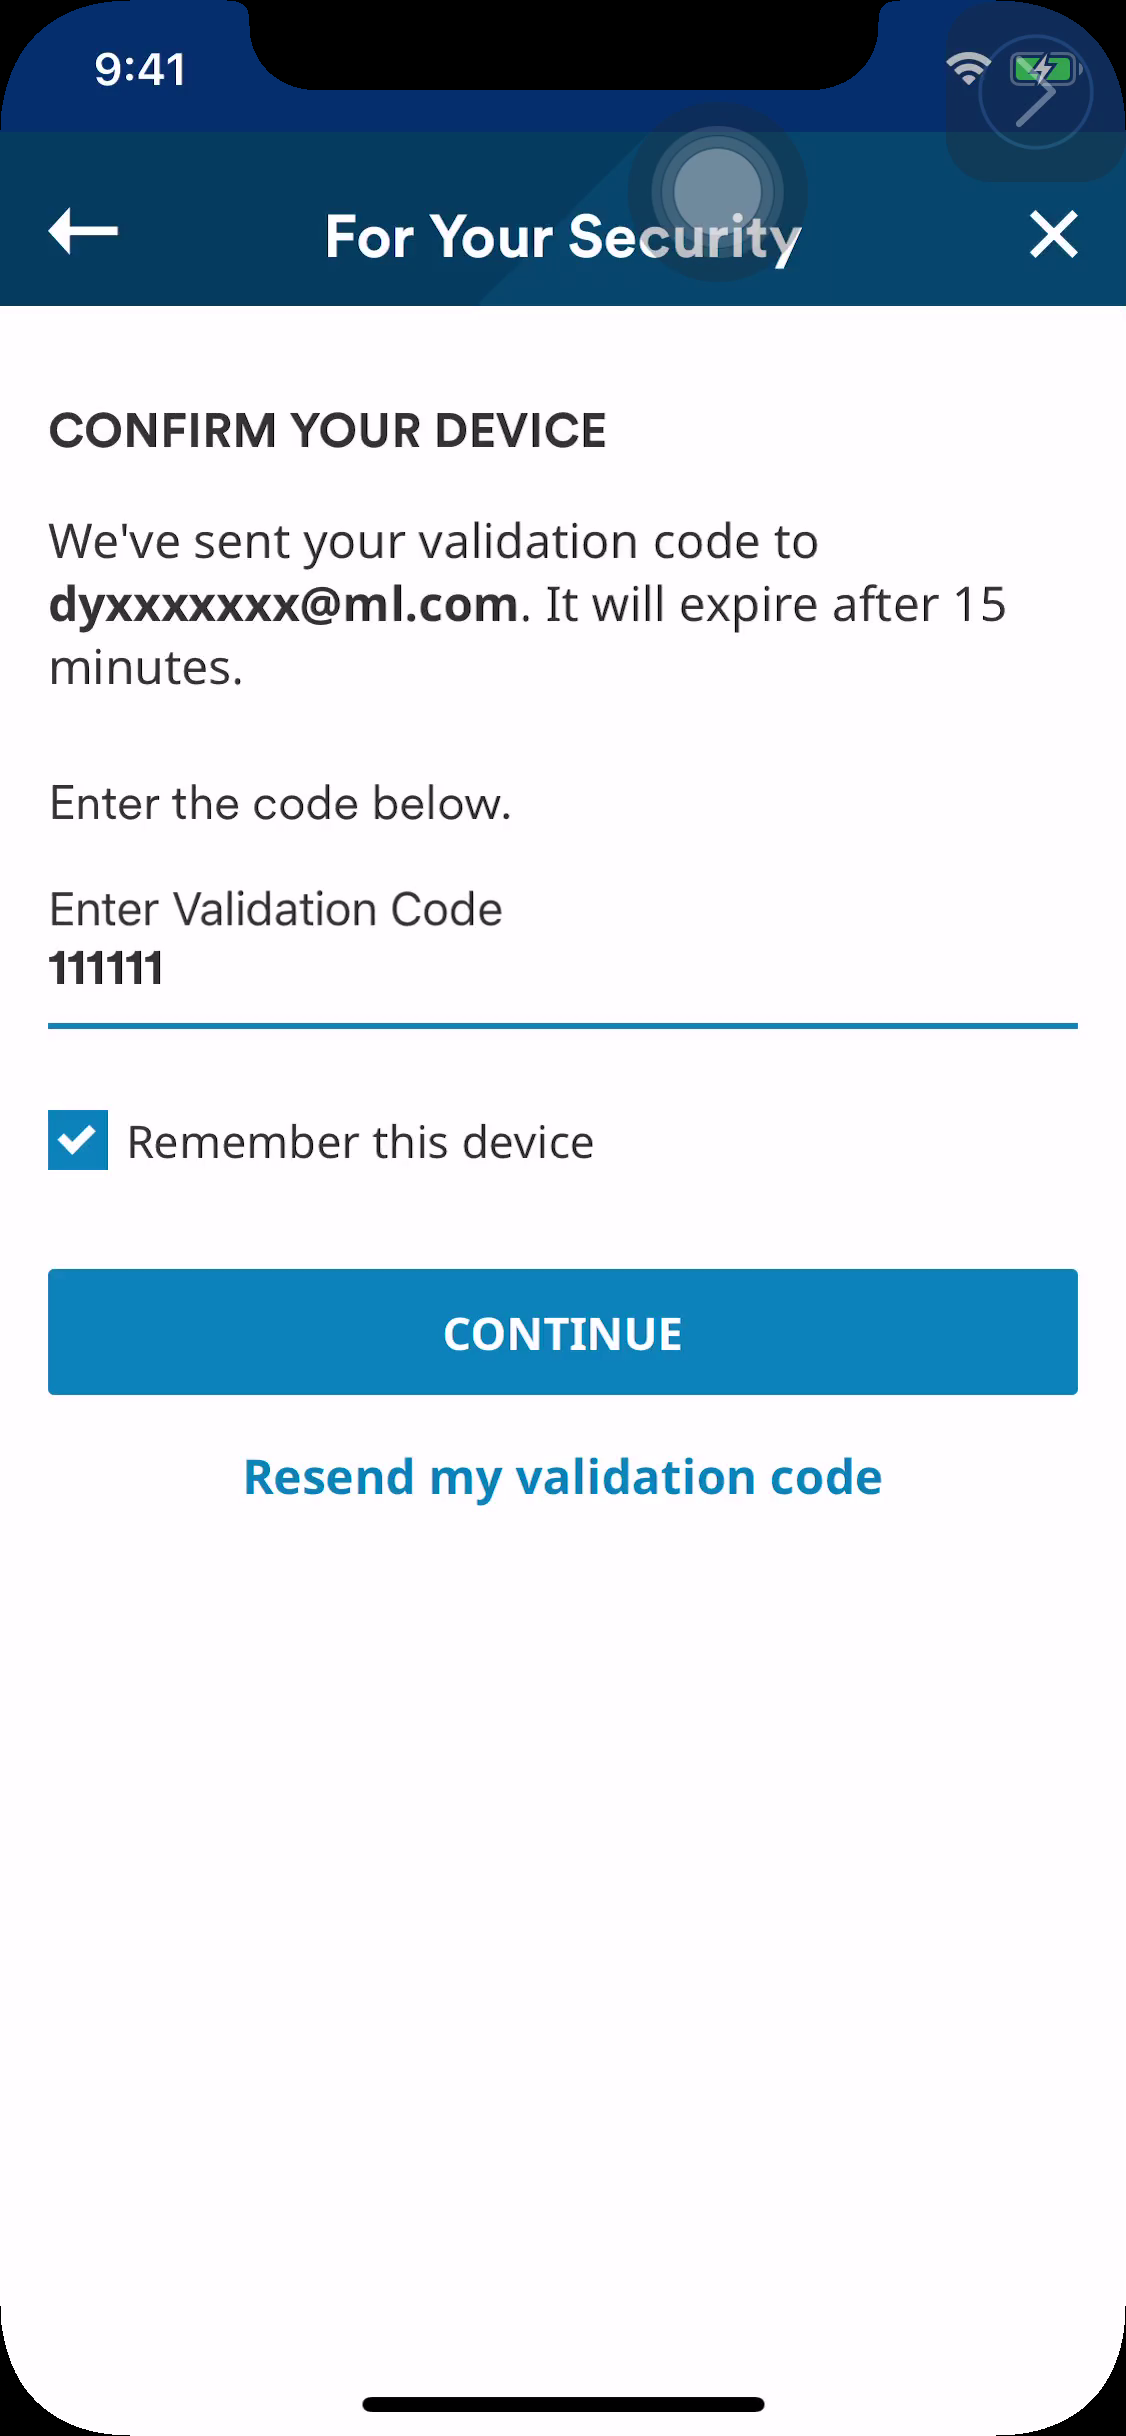 9:41
For Your Security
CONFIRM YOUR DEVICE
We've sent your validation code to
dyxxxxxxx@ml.com. It will expire after 15
minutes.
Enter the code below.
Enter Validation Code
111111
Remember this device
CONTINUE
Resend my validation code